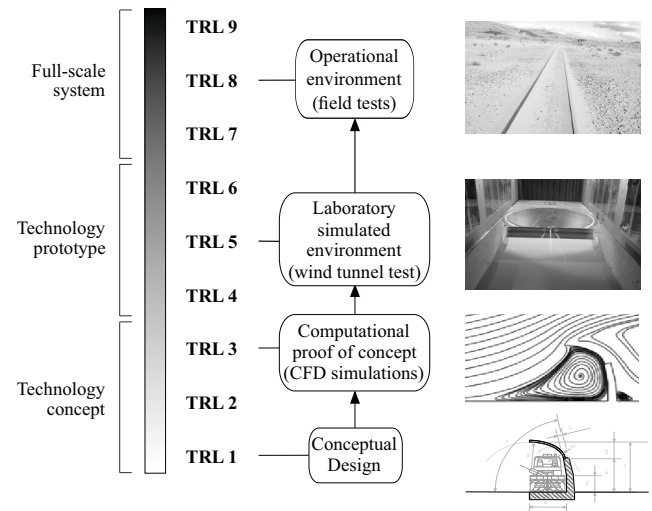 Full-scale
system
Technology
prototype
Technology
concept
TRL 9
TRL 8
TRL 7
TRL 6
TRL 5
TRL 4
TRL 3
TRL 2
TRL 1
Operational
environment
(field tests)
Laboratory
simulated
environment
(wind tunnel test)
Computational
proof of concept
(CFD simulations)
Conceptual
Design